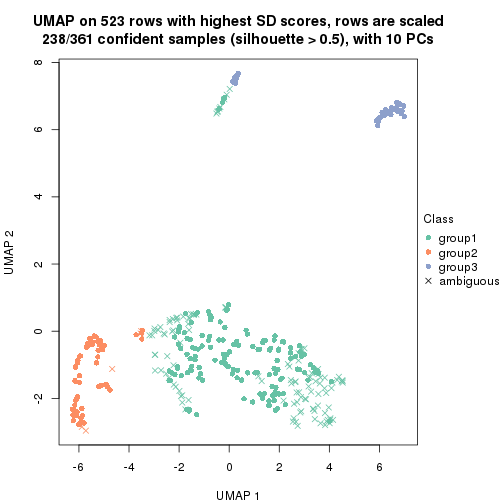 UMAP on 523 rows with highest SD scores, rows are scaled
238/361 confident samples (silhouette > 0.5), with 10 PCs
8
6
4
2
0
-2
UMAP 2
-6
-4
-2
0
2
4
6
UMAP 1
Class
group1
group2
group3
ambiguous